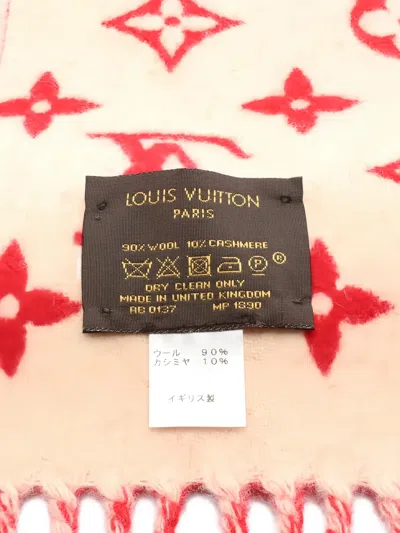 LOUIS VUITTON
PARIS
90% WOOL 10% CASHMERE
P
DRY CLEAN ONLY
MADE IN UNITED KINGDOM
RG 0137 MP 1890
ウール 90%
カシミヤ 10%
イギリス製